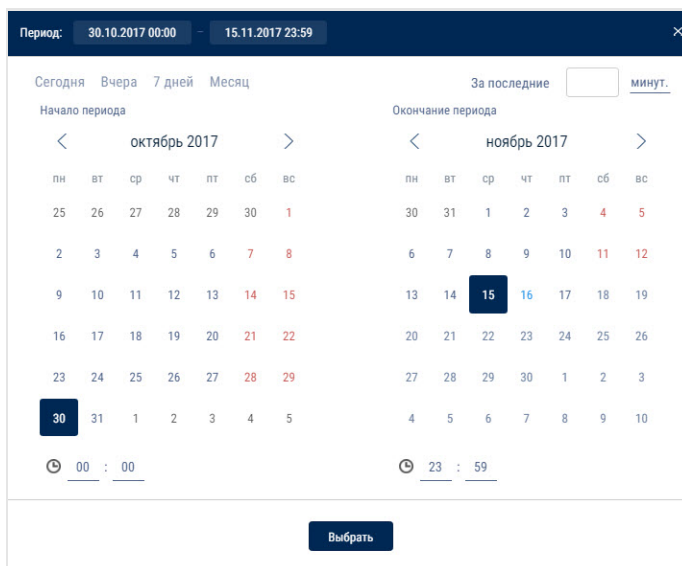 Период: 30.10.2017 00:00 – 15.11.2017 23:59 ×
Сегодня Вчера 7 дней Месяц За последние минут.
Начало периода Окончание периода
< октябрь 2017 > < ноябрь 2017 >
пн вт ср чт пт сб вс пн вт ср чт пт сб вс
25 26 27 28 29 30 1 30 31 1 2 3 4 5
2 3 4 5 6 7 8 6 7 8 9 10 11 12
9 10 11 12 13 14 15 13 14 15 16 17 18 19
16 17 18 19 20 21 22 20 21 22 23 24 25 26
23 24 25 26 27 28 29 27 28 29 30 1 2 3
30 31 1 2 3 4 5 4 5 6 7 8 9 10
00 : 00 23 : 59
Выбрать